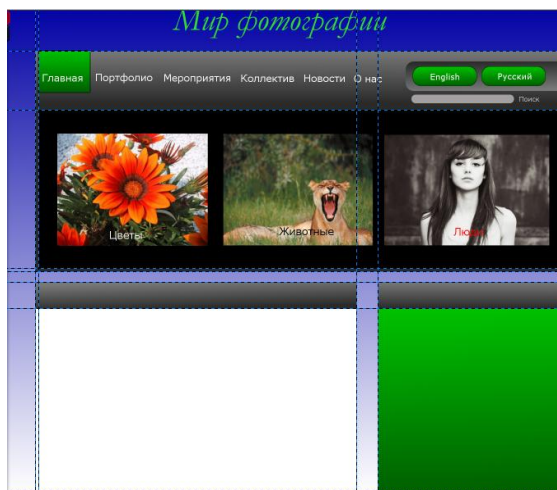 Мир фотографии
Главная Портфолио Мероприятия Коллектив Новости О нас
English Русский
Поиск
Цветы Животные Люди